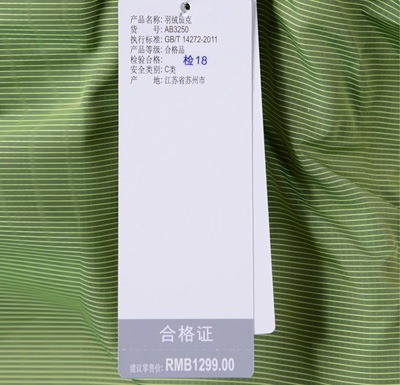 产品名称：羽绒夹克
货 号：AB3250
执行标准：GB/T 14272-2011
产品等级：合格品
检验合格： 检18
安全类别：C类
产 地：江苏省苏州市
合格证
建议零售价：RMB1299.00